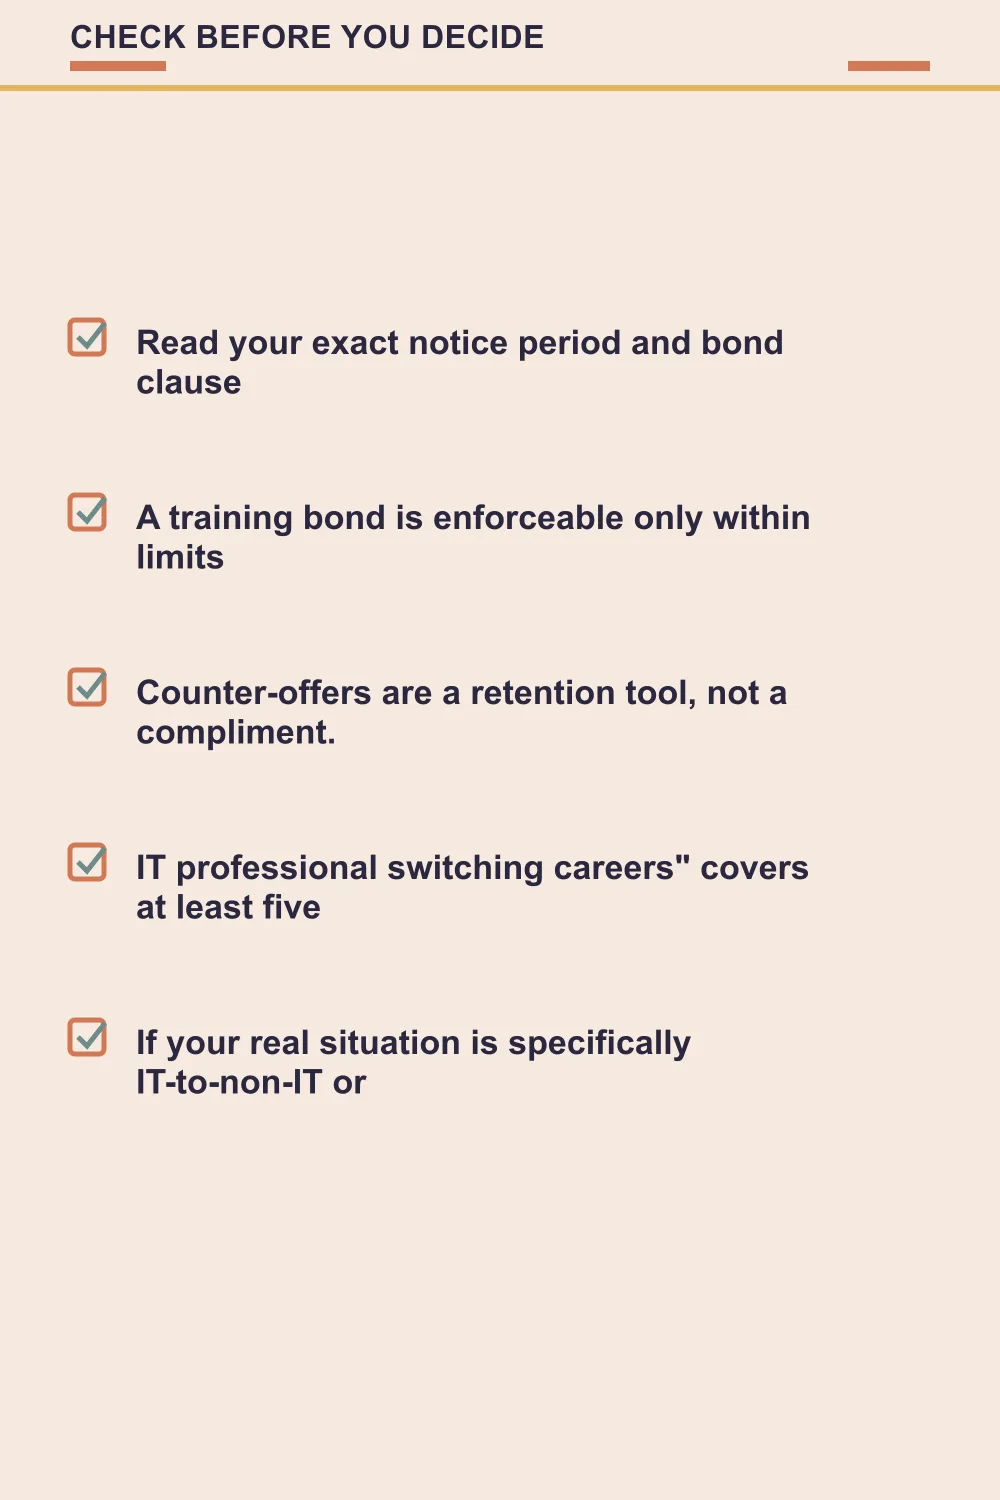 CHECK BEFORE YOU DECIDE
Read your exact notice period and bond
clause
A training bond is enforceable only within
limits
Counter-offers are a retention tool, not a
compliment.
IT professional switching careers" covers
at least five
If your real situation is specifically
IT-to-non-IT or